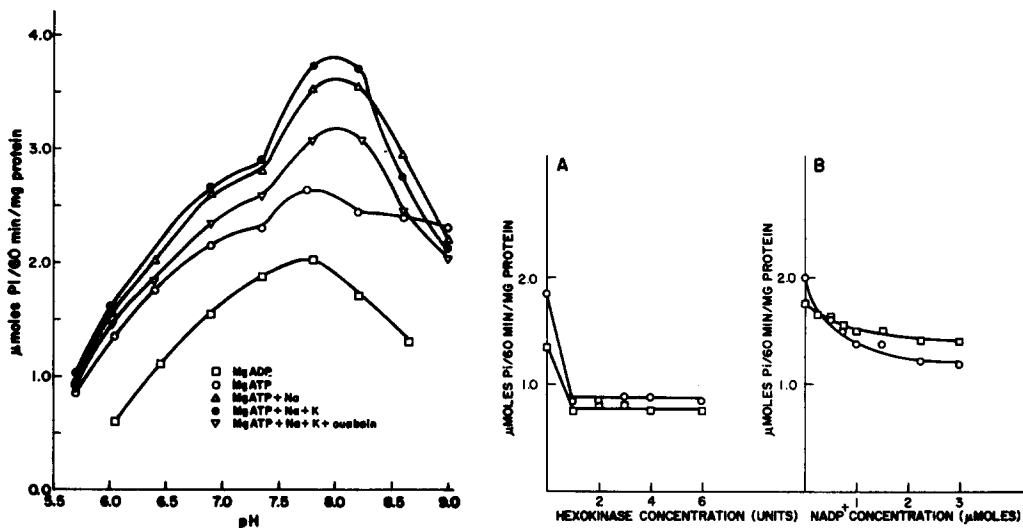 μmoles Pi/60 min/mg protein
4.0
3.0
2.0
1.0
0.0
5.5 6.0 6.5 7.0 7.5 8.0 8.5 9.0
pH
MgADP
MgATP
MgATP + Na
MgATP + Na + K
MgATP + Na + K + ouabain
A
μMOLES Pi/60 MIN/MG PROTEIN
2.0
1.0
2 4 6
HEXOKINASE CONCENTRATION (UNITS)
B
μMOLES Pi/60 MIN/MG PROTEIN
2.0
1.0
1 2 3
NADP+ CONCENTRATION (μMOLES)